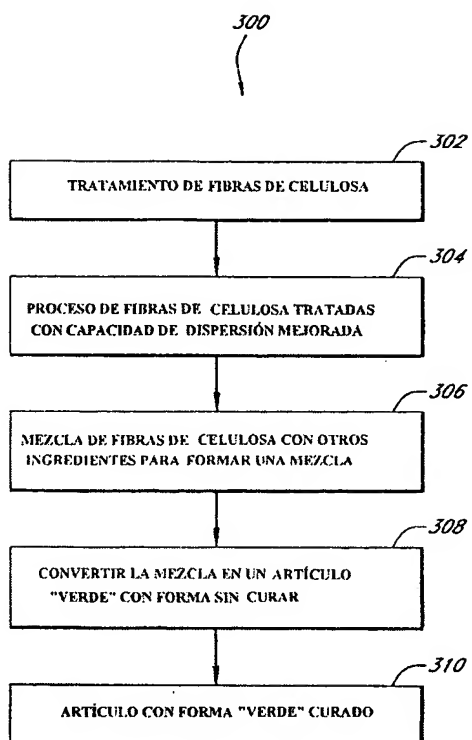 300
302
TRATAMIENTO DE FIBRAS DE CELULOSA
304
PROCESO DE FIBRAS DE CELULOSA TRATADAS
CON CAPACIDAD DE DISPERSIÓN MEJORADA
306
MEZCLA DE FIBRAS DE CELULOSA CON OTROS
INGREDIENTES PARA FORMAR UNA MEZCLA
308
CONVERTIR LA MEZCLA EN UN ARTÍCULO
"VERDE" CON FORMA SIN CURAR
310
ARTÍCULO CON FORMA "VERDE" CURADO